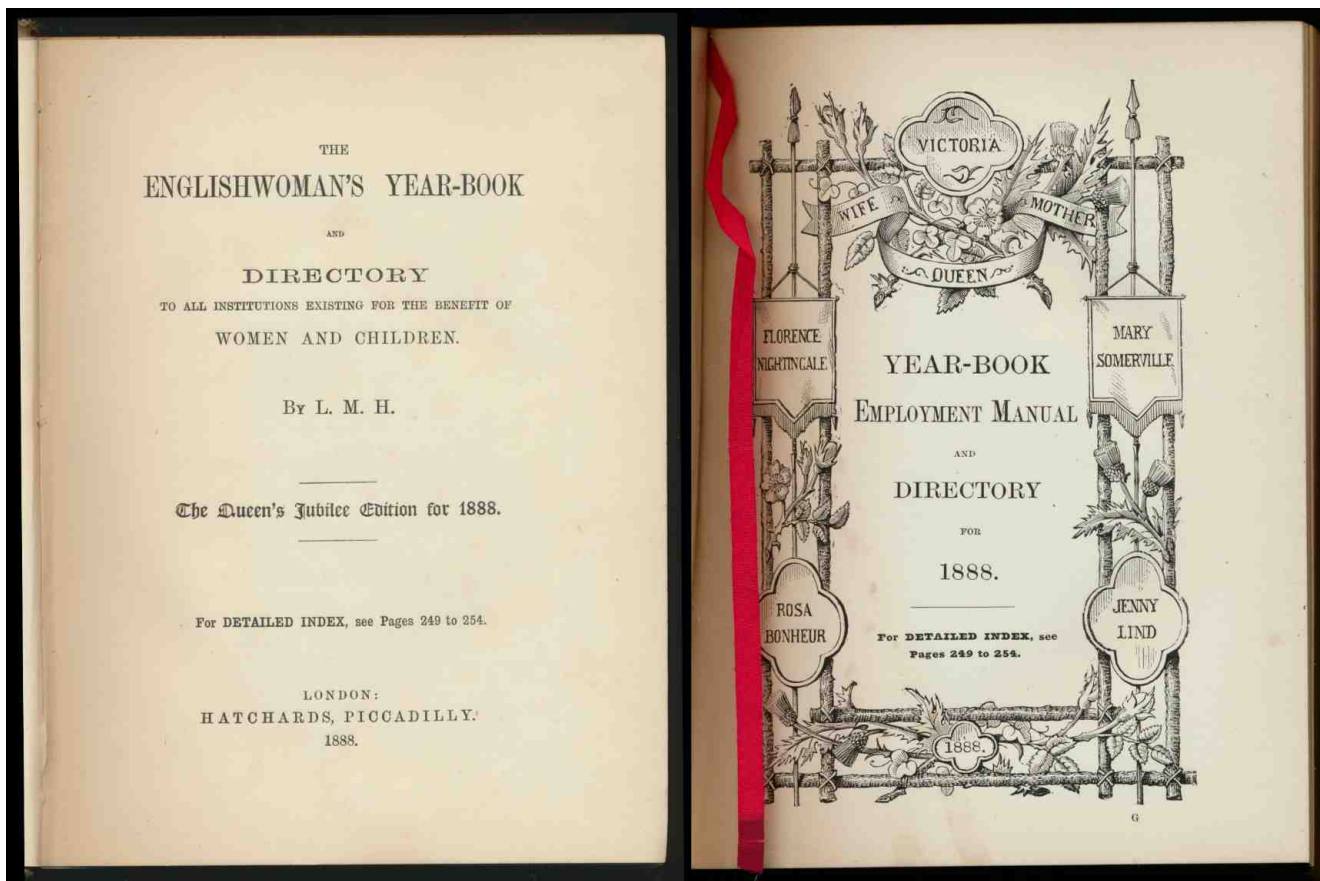 THE
ENGLISHWOMAN'S YEAR-BOOK
AND
DIRECTORY
TO ALL INSTITUTIONS EXISTING FOR THE BENEFIT OF
WOMEN AND CHILDREN.
BY L. M. H.
The Queen's Jubilee Edition for 1888.
For DETAILED INDEX, see Pages 249 to 254.
LONDON:
HATCHARDS, PICCADILLY.
1888.
VICTORIA
WIFE
MOTHER
QUEEN
FLORENCE
NIGHTINGALE
MARY
SOMERVILLE
YEAR-BOOK
EMPLOYMENT MANUAL
AND
DIRECTORY
FOR
1888.
ROSA
BONHEUR
JENNY
LIND
For DETAILED INDEX, see
Pages 249 to 254.
1888.
G